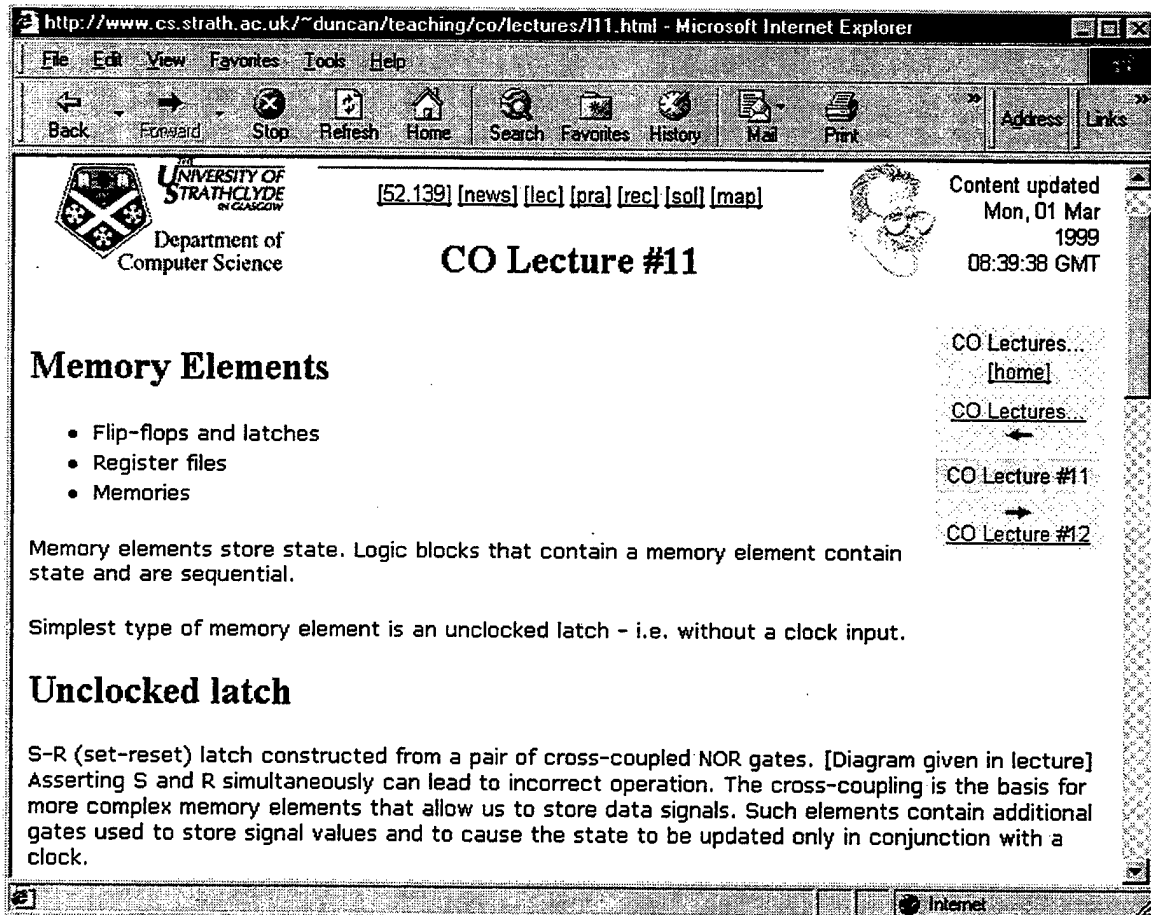 http://www.cs.strath.ac.uk/~duncan/teaching/co/lectures/l11.html - Microsoft Internet Explorer
File Edit View Favorites Tools Help
Back Forward Stop Refresh Home Search Favorites History Mail Print » Address Links »
THE
UNIVERSITY OF
STRATHCLYDE
IN GLASGOW
Department of
Computer Science
[52.139] [news] [lec] [pra] [rec] [sol] [map]
CO Lecture #11
Content updated
Mon, 01 Mar
1999
08:39:38 GMT
CO Lectures...
[home]
CO Lectures...
CO Lecture #11
CO Lecture #12
Memory Elements
• Flip-flops and latches
• Register files
• Memories
Memory elements store state. Logic blocks that contain a memory element contain
state and are sequential.
Simplest type of memory element is an unclocked latch - i.e. without a clock input.
Unclocked latch
S-R (set-reset) latch constructed from a pair of cross-coupled NOR gates. [Diagram given in lecture]
Asserting S and R simultaneously can lead to incorrect operation. The cross-coupling is the basis for
more complex memory elements that allow us to store data signals. Such elements contain additional
gates used to store signal values and to cause the state to be updated only in conjunction with a
clock.
Internet